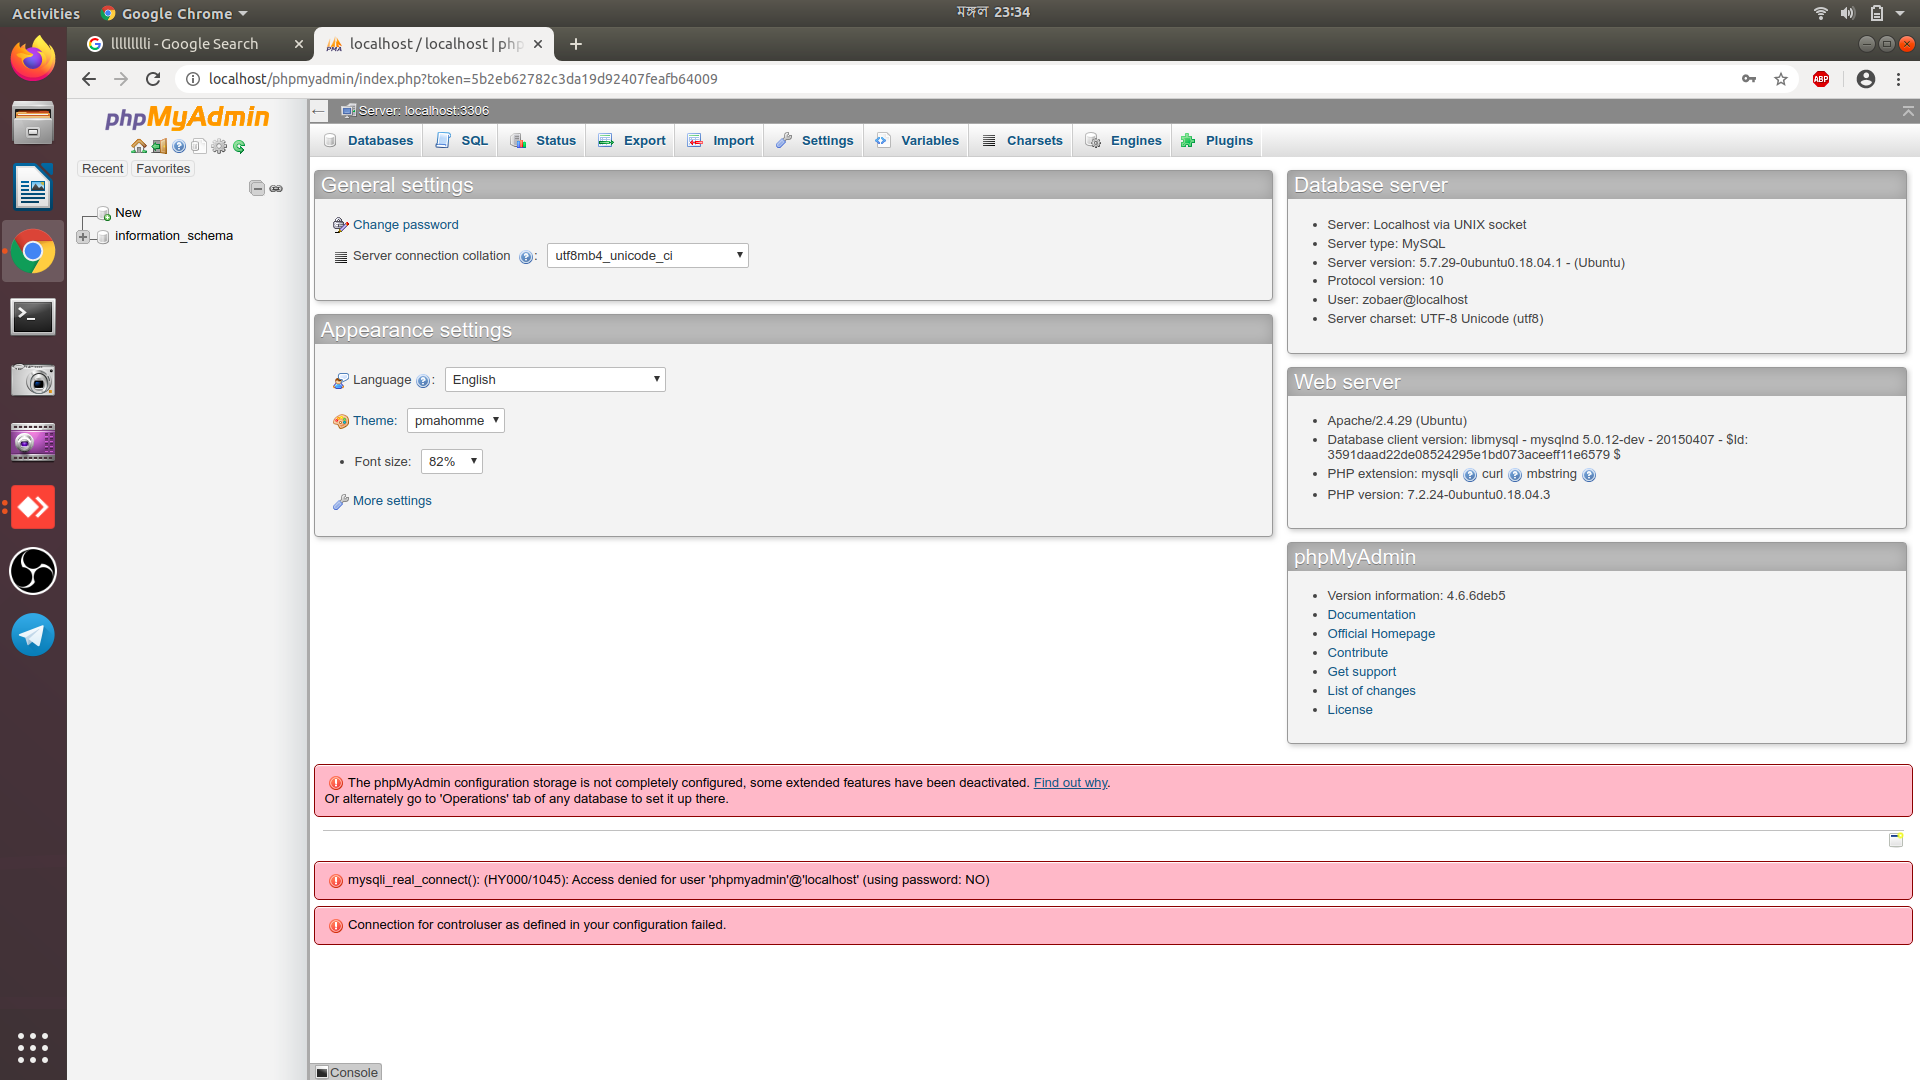 Activities
Google Chrome
মঙ্গল 23:34
llllllllli - Google Search
localhost / localhost | php
localhost/phpmyadmin/index.php?token=5b2eb62782c3da19d92407feafb64009
ABP
phpMyAdmin
Recent
Favorites
New
information_schema
Server: localhost:3306
Databases
SQL
Status
Export
Import
Settings
Variables
Charsets
Engines
Plugins
General settings
Change password
Server connection collation : utf8mb4_unicode_ci
Appearance settings
Language : English
Theme: pmahomme
Font size: 82%
More settings
Database server
Server: Localhost via UNIX socket
Server type: MySQL
Server version: 5.7.29-0ubuntu0.18.04.1 - (Ubuntu)
Protocol version: 10
User: zobaer@localhost
Server charset: UTF-8 Unicode (utf8)
Web server
Apache/2.4.29 (Ubuntu)
Database client version: libmysql - mysqlnd 5.0.12-dev - 20150407 - $Id:
3591daad22de08524295e1bd073aceeff11e6579 $
PHP extension: mysqli curl mbstring
PHP version: 7.2.24-0ubuntu0.18.04.3
phpMyAdmin
Version information: 4.6.6deb5
Documentation
Official Homepage
Contribute
Get support
List of changes
License
The phpMyAdmin configuration storage is not completely configured, some extended features have been deactivated. Find out why.
Or alternately go to 'Operations' tab of any database to set it up there.
mysqli_real_connect(): (HY000/1045): Access denied for user 'phpmyadmin'@'localhost' (using password: NO)
Connection for controluser as defined in your configuration failed.
Console